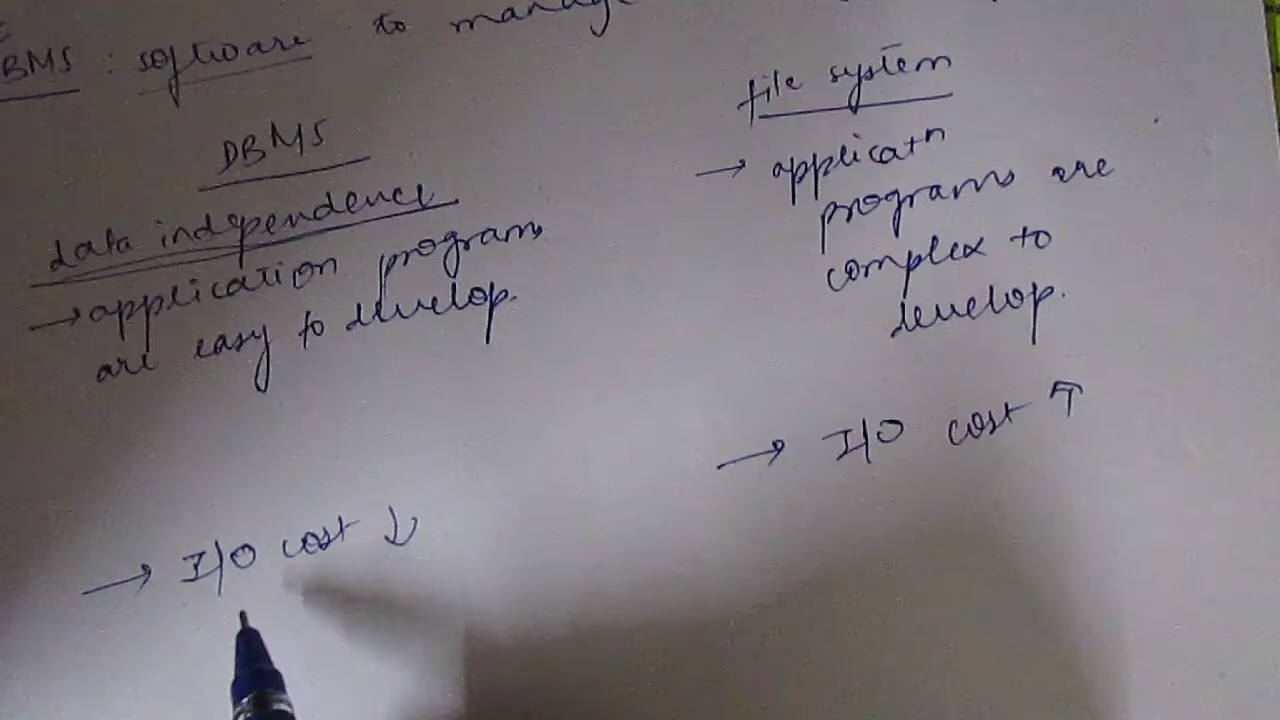 BMS : software to manag
DBMS
data independence
→ application programs
are easy to develop.
→ I/O cost ↓
file system
→ applicatn
programs are
complex to
develop.
→ I/O cost ↑